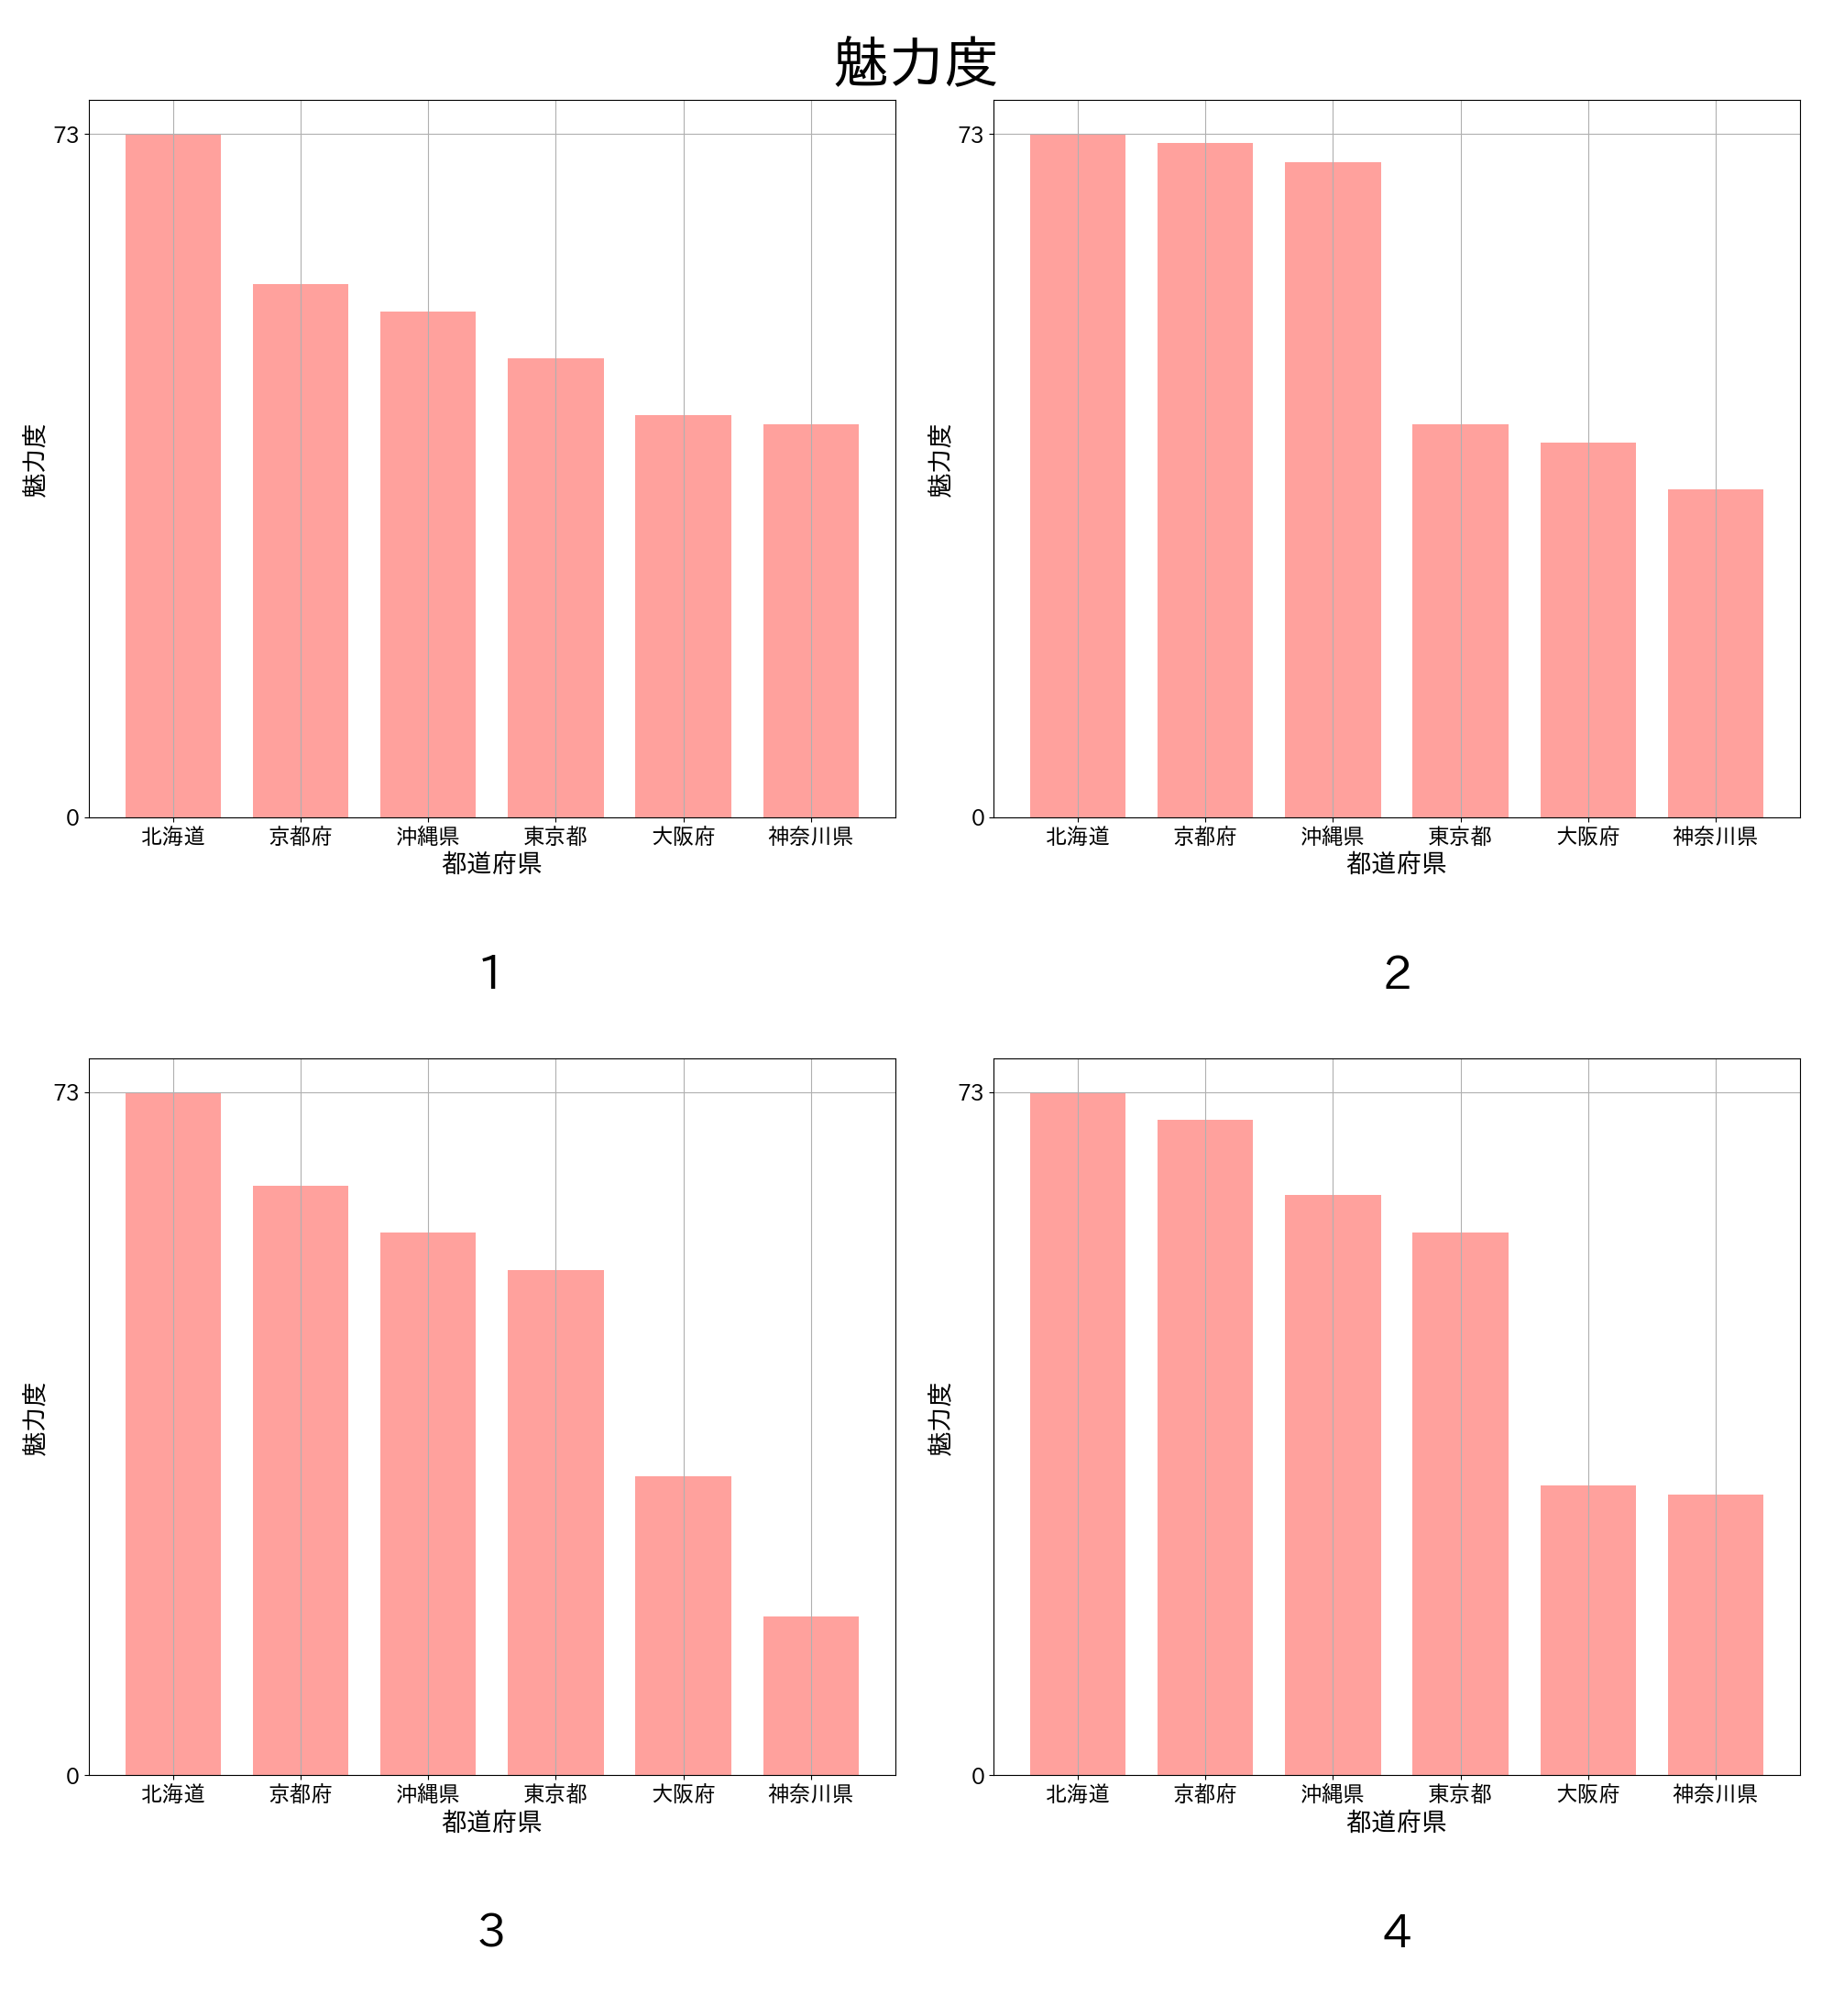 魅力度
73
0
魅力度
北海道 京都府 沖縄県 東京都 大阪府 神奈川県
都道府県
1
73
0
魅力度
北海道 京都府 沖縄県 東京都 大阪府 神奈川県
都道府県
2
73
0
魅力度
北海道 京都府 沖縄県 東京都 大阪府 神奈川県
都道府県
3
73
0
魅力度
北海道 京都府 沖縄県 東京都 大阪府 神奈川県
都道府県
4